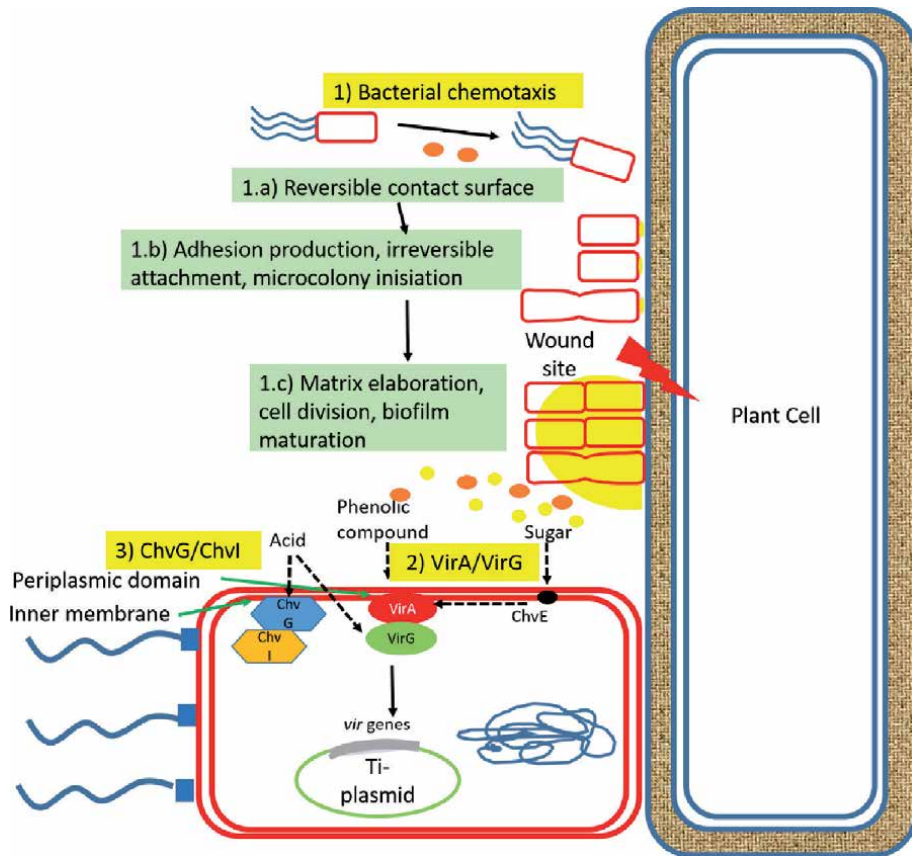 1) Bacterial chemotaxis
1.a) Reversible contact surface
1.b) Adhesion production, irreversible
attachment, microcolony inisiation
Wound
site
1.c) Matrix elaboration,
cell division, biofilm
maturation
Plant Cell
Phenolic
compound
Sugar
Acid
3) ChvG/ChvI
2) VirA/VirG
Periplasmic domain
Inner membrane
Chv
G
Chv
I
VirA
VirG
ChvE
vir genes
Ti-
plasmid